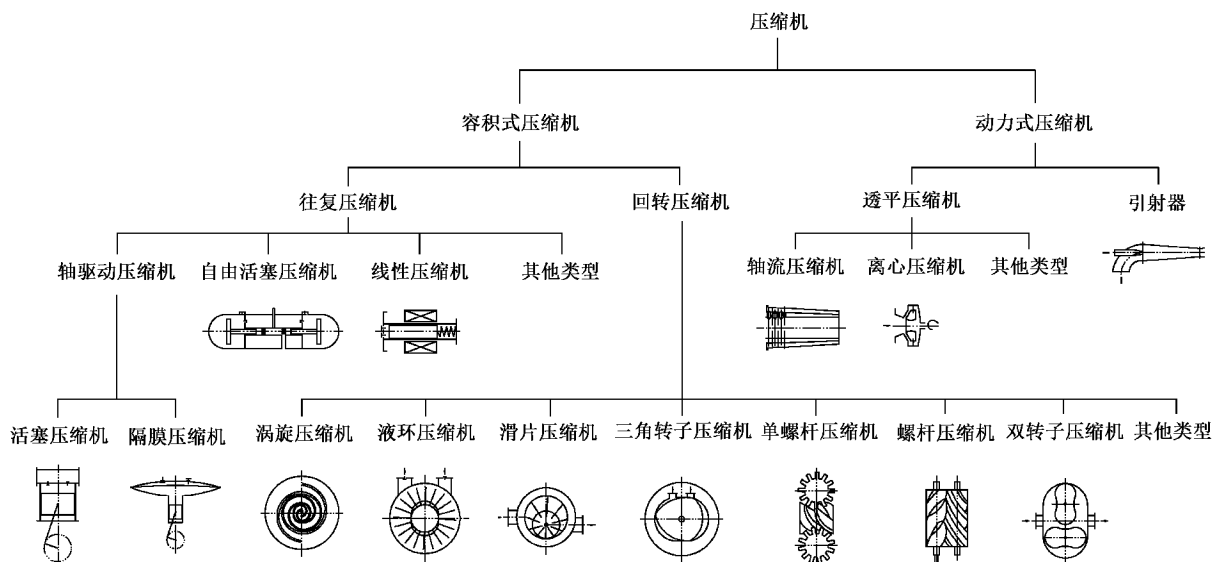 压缩机
容积式压缩机
动力式压缩机
往复压缩机
回转压缩机
透平压缩机
引射器
轴驱动压缩机
自由活塞压缩机
线性压缩机
其他类型
轴流压缩机
离心压缩机
其他类型
活塞压缩机
隔膜压缩机
涡旋压缩机
液环压缩机
滑片压缩机
三角转子压缩机
单螺杆压缩机
螺杆压缩机
双转子压缩机
其他类型